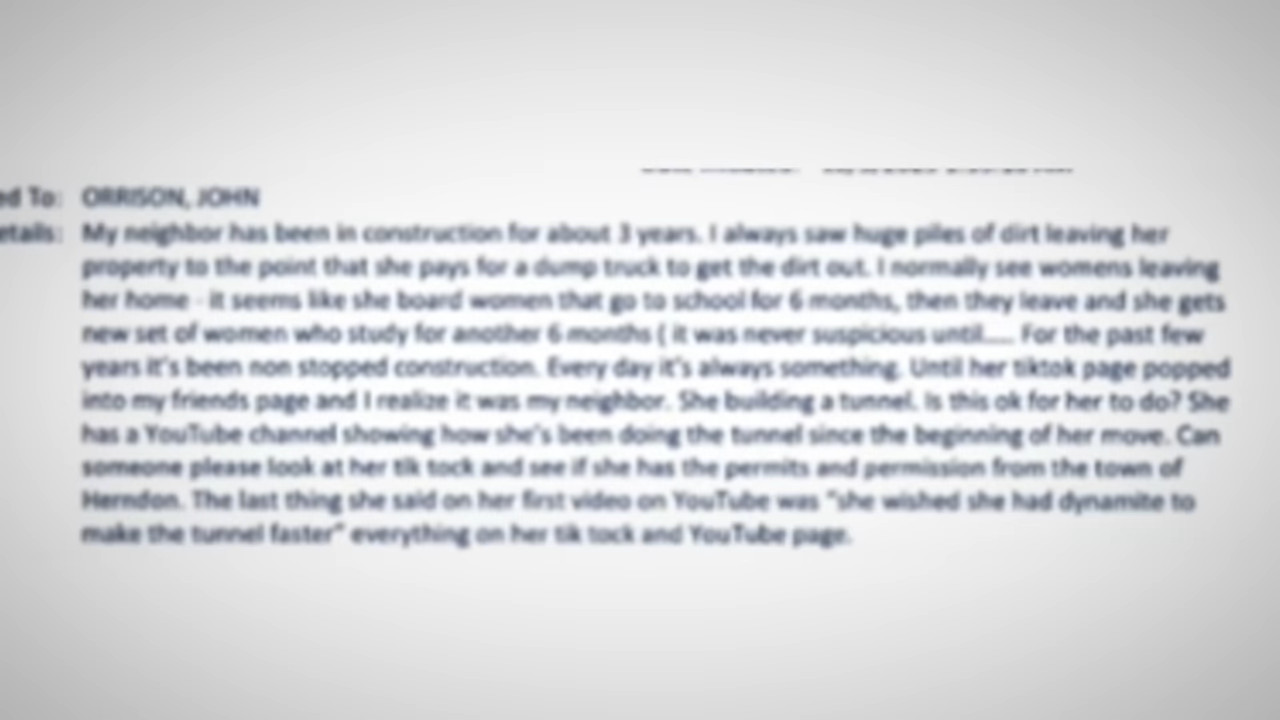 ed To: ORRISON, JOHN
etails: My neighbor has been in construction for about 3 years. I always saw huge piles of dirt leaving her
property to the point that she pays for a dump truck to get the dirt out. I normally see womens leaving
her home - it seems like she board women that go to school for 6 months, then they leave and she gets
new set of women who study for another 6 months ( it was never suspicious until..... For the past few
years it's been non stopped construction. Every day it's always something. Until her tiktok page popped
into my friends page and I realize it was my neighbor. She building a tunnel. Is this ok for her to do? She
has a YouTube channel showing how she's been doing the tunnel since the beginning of her move. Can
someone please look at her tik tock and see if she has the permits and permission from the town of
Herndon. The last thing she said on her first video on YouTube was "she wished she had dynamite to
make the tunnel faster" everything on her tik tock and YouTube page.